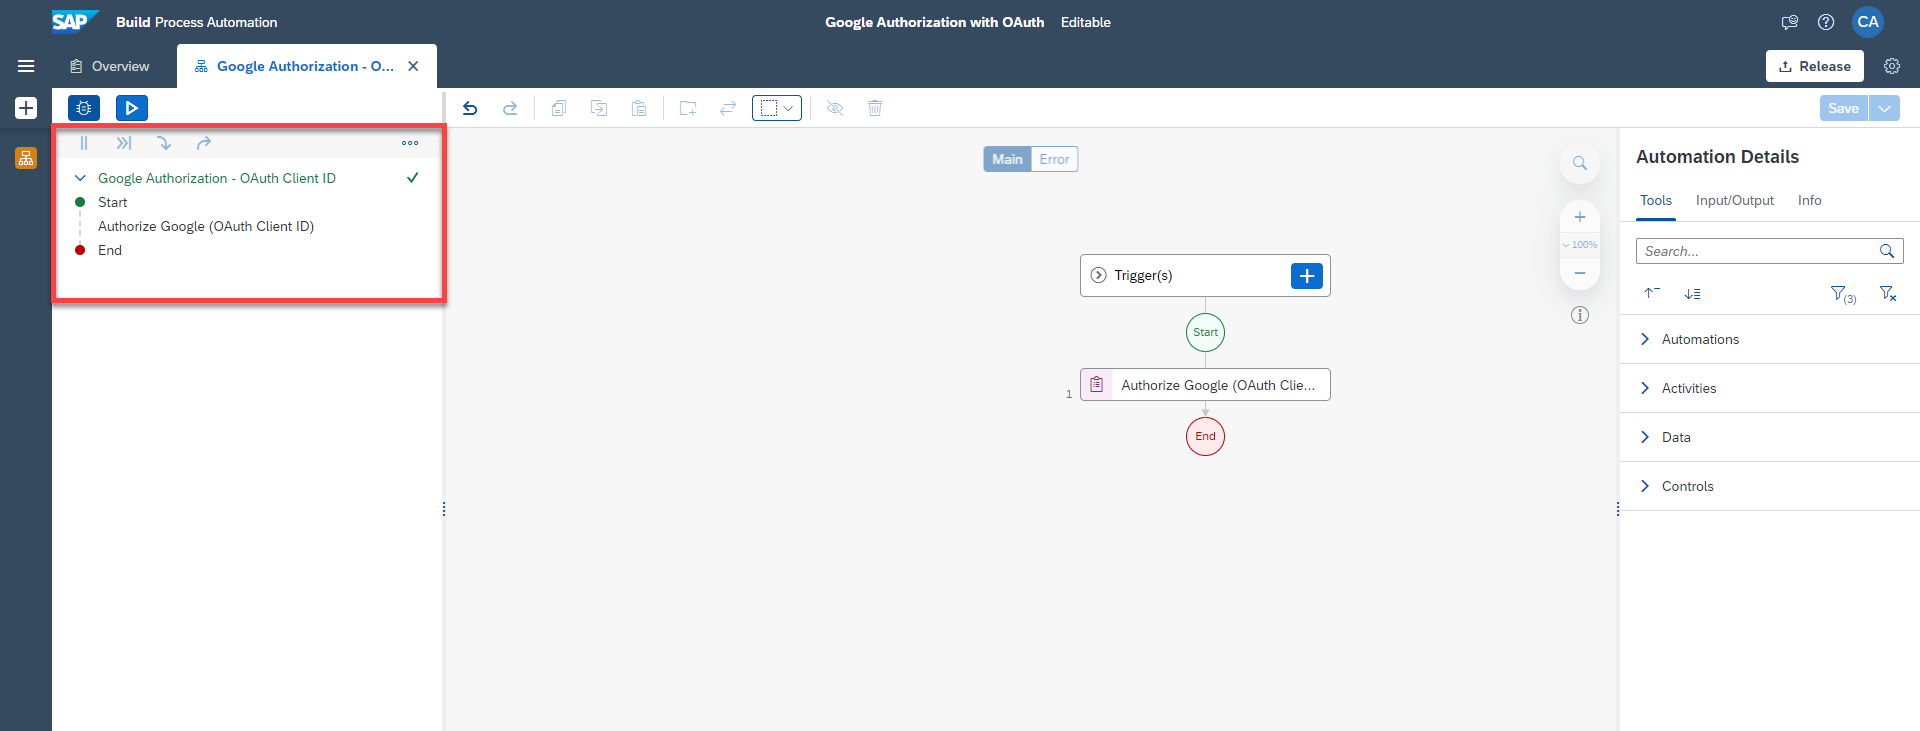 SAP Build Process Automation
Google Authorization with OAuth Editable
CA
Overview
Google Authorization - O...
Release
Save
Google Authorization - OAuth Client ID
Start
Authorize Google (OAuth Client ID)
End
Main Error
100%
Trigger(s)
Start
1 Authorize Google (OAuth Clie...
End
Automation Details
Tools Input/Output Info
Search...
(3)
Automations
Activities
Data
Controls